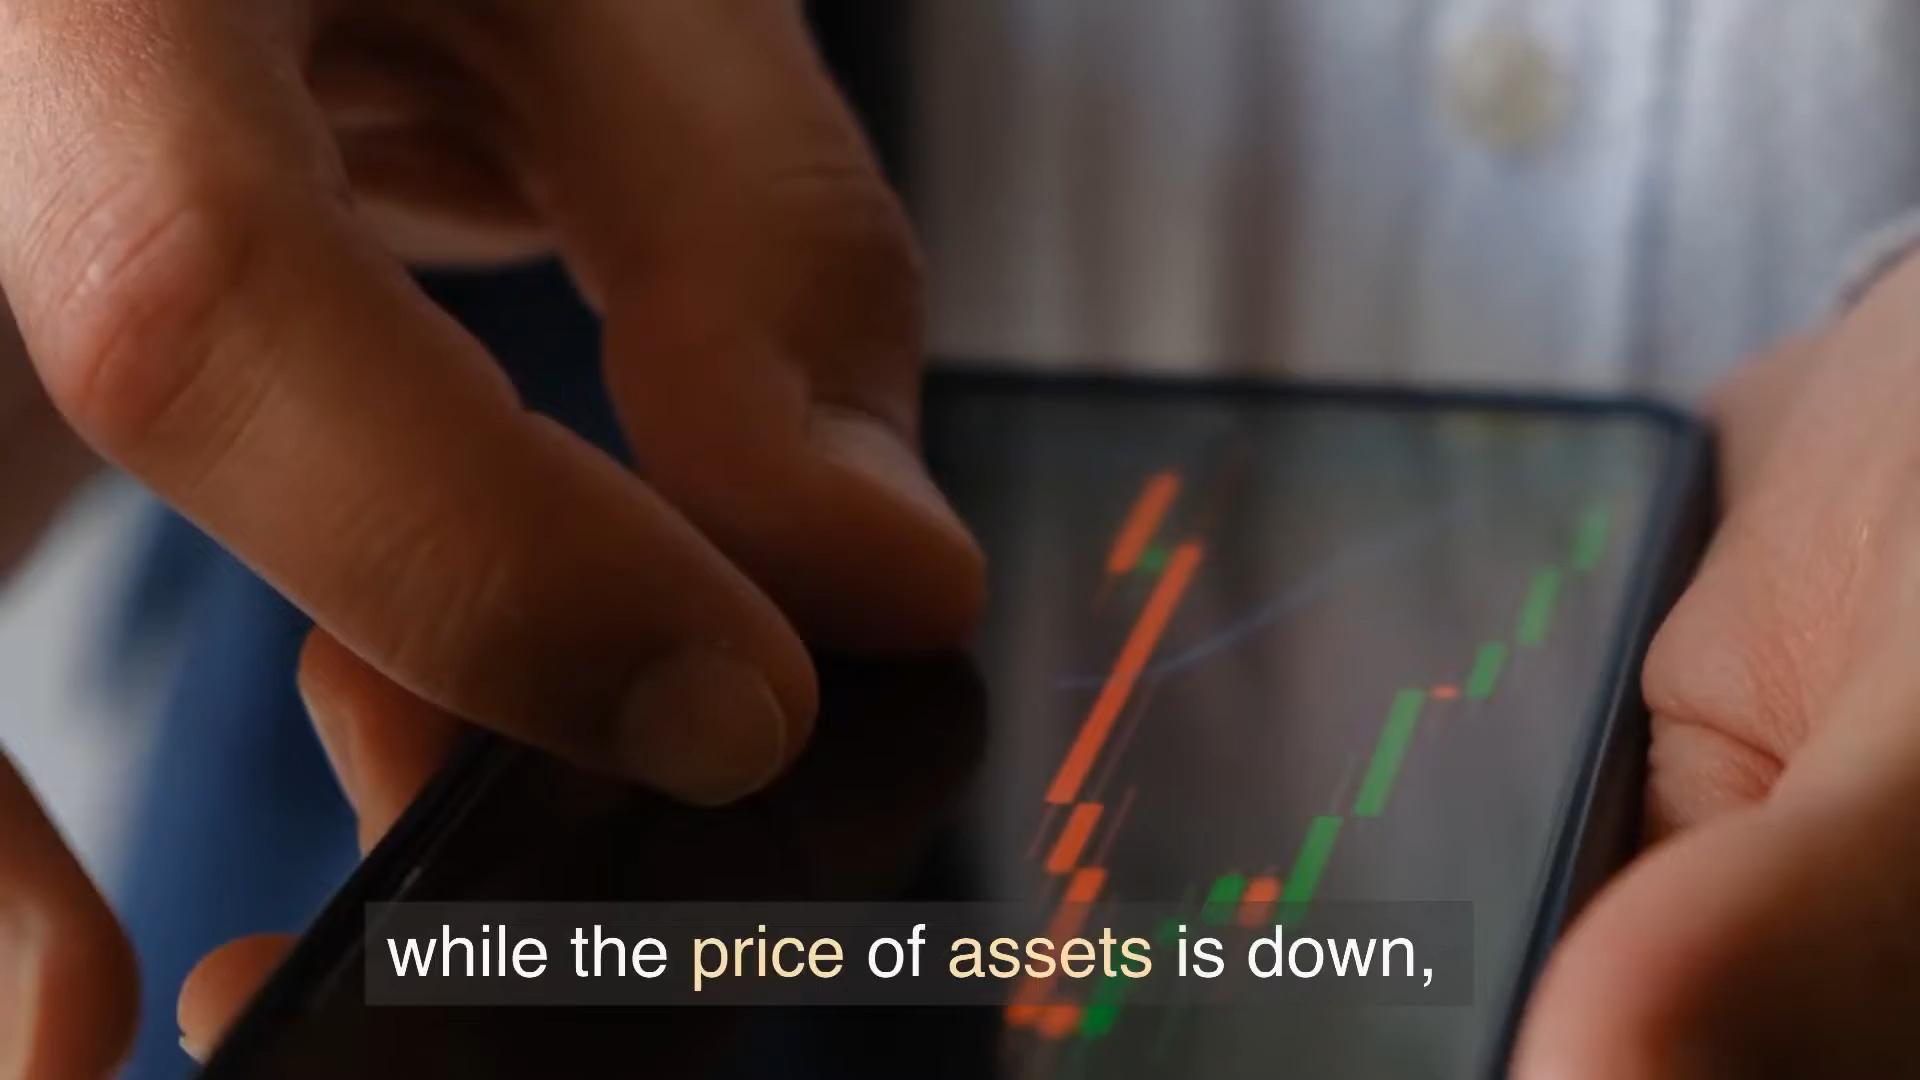 while the price of assets is down,